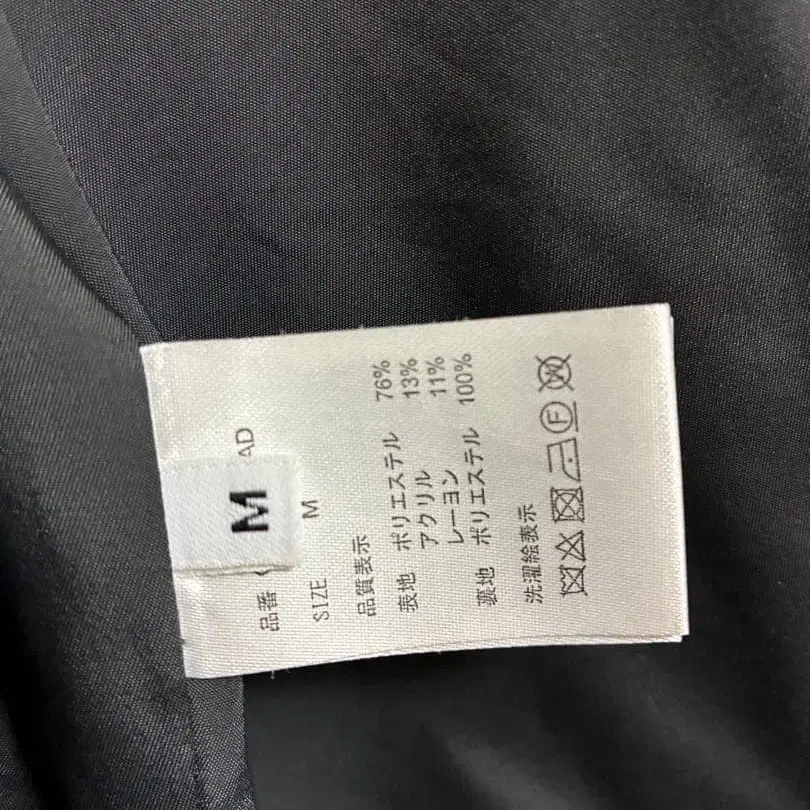 M
品番 AD
SIZE M
品質表示
表地 ポリエステル 76%
アクリル 13%
レーヨン 11%
裏地 ポリエステル 100%
洗濯絵表示
F W